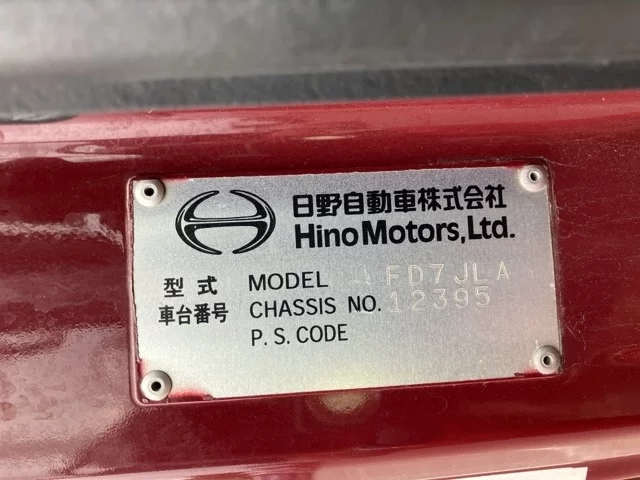 日野自動車株式会社
Hino Motors, Ltd.
型式 MODEL FD7JLA
車台番号 CHASSIS NO. 12395
P.S.CODE